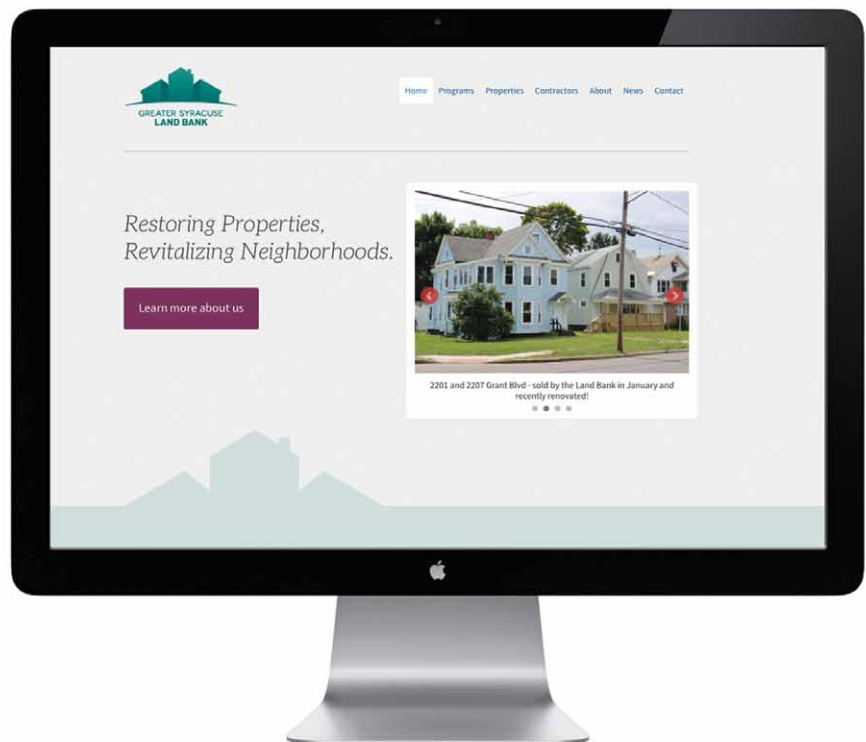 GREATER SYRACUSE
LAND BANK
Home Programs Properties Contractors About News Contact
Restoring Properties,
Revitalizing Neighborhoods.
Learn more about us
2201 and 2207 Grant Blvd - sold by the Land Bank in January and
recently renovated!